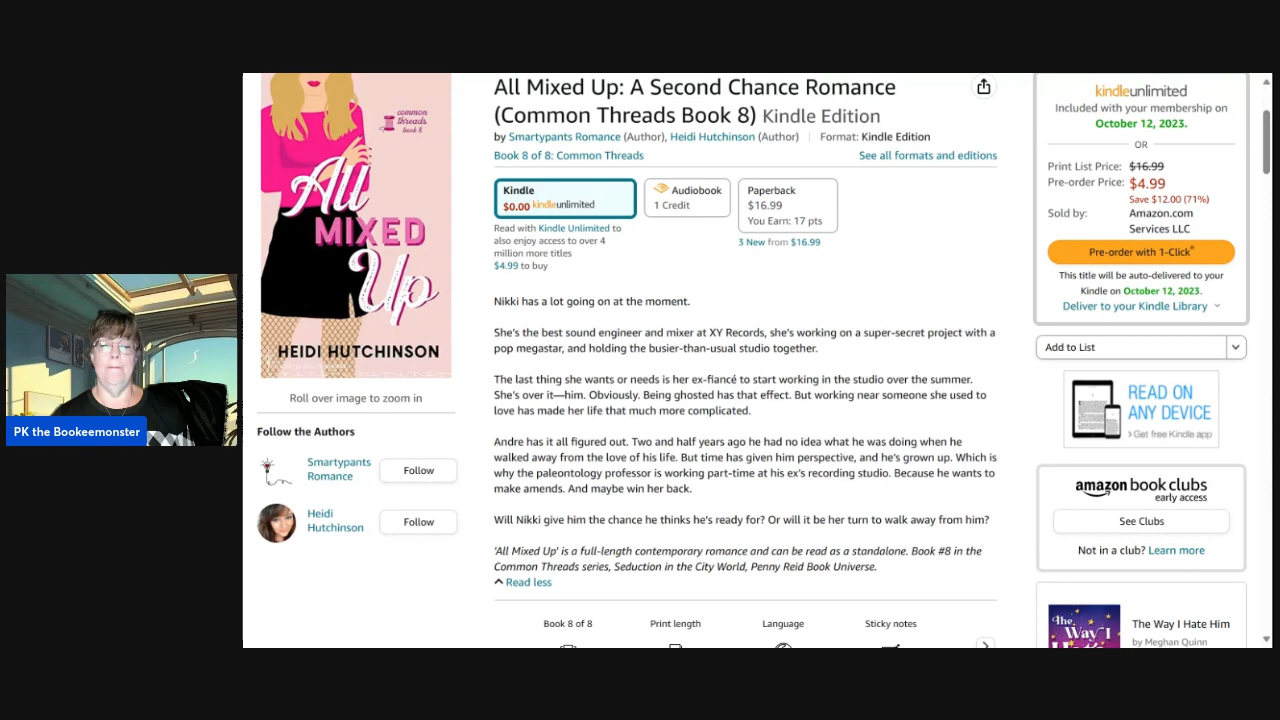 PK the Bookeemonster
common
threads
book 8
All
MIXED
Up
HEIDI HUTCHINSON
Roll over image to zoom in
Follow the Authors
Smartypants
Romance
Follow
Heidi
Hutchinson
Follow
All Mixed Up: A Second Chance Romance
(Common Threads Book 8) Kindle Edition
by Smartypants Romance (Author), Heidi Hutchinson (Author) | Format: Kindle Edition
Book 8 of 8: Common Threads
See all formats and editions
Kindle
$0.00 kindleunlimited
Audiobook
1 Credit
Paperback
$16.99
You Earn: 17 pts
Read with Kindle Unlimited to
also enjoy access to over 4
million more titles
$4.99 to buy
3 New from $16.99
Nikki has a lot going on at the moment.
She's the best sound engineer and mixer at XY Records, she's working on a super-secret project with a
pop megastar, and holding the busier-than-usual studio together.
The last thing she wants or needs is her ex-fiancé to start working in the studio over the summer.
She's over it—him. Obviously. Being ghosted has that effect. But working near someone she used to
love has made her life that much more complicated.
Andre has it all figured out. Two and half years ago he had no idea what he was doing when he
walked away from the love of his life. But time has given him perspective, and he's grown up. Which is
why the paleontology professor is working part-time at his ex's recording studio. Because he wants to
make amends. And maybe win her back.
Will Nikki give him the chance he thinks he's ready for? Or will it be her turn to walk away from him?
'All Mixed Up' is a full-length contemporary romance and can be read as a standalone. Book #8 in the
Common Threads series, Seduction in the City World, Penny Reid Book Universe.
Read less
Book 8 of 8
Print length
Language
Sticky notes
kindleunlimited
Included with your membership on
October 12, 2023.
OR
Print List Price: $16.99
Pre-order Price: $4.99
Save $12.00 (71%)
Sold by: Amazon.com
Services LLC
Pre-order with 1-Click®
This title will be auto-delivered to your
Kindle on October 12, 2023.
Deliver to your Kindle Library
Add to List
READ ON
ANY DEVICE
> Get free Kindle app
amazon book clubs
early access
See Clubs
Not in a club? Learn more
The
Way I
The Way I Hate Him
by Meghan Quinn